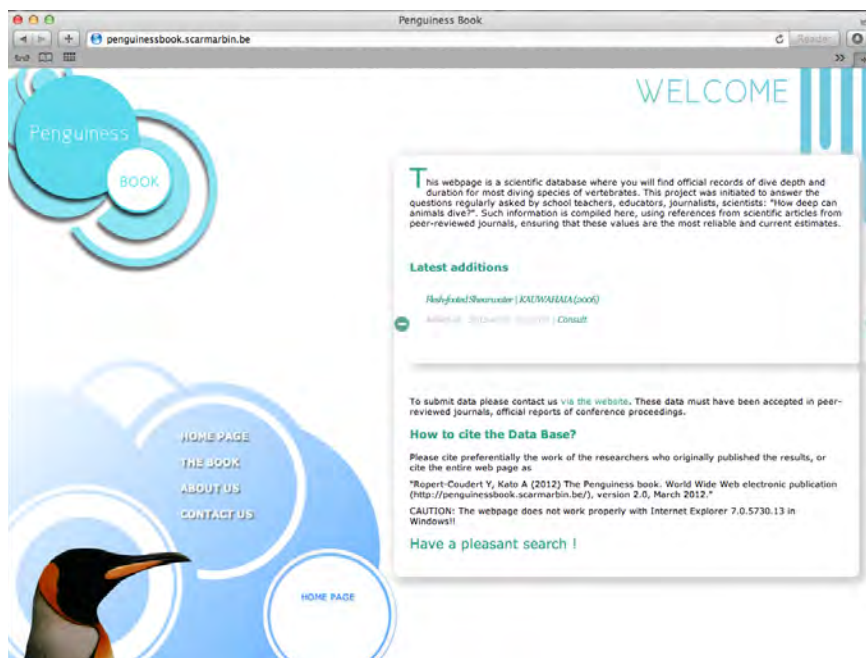 Penguiness Book
penguinessbook.scarmarbin.be
Reader
WELCOME
Penguiness
BOOK
This webpage is a scientific database where you will find official records of dive depth and
duration for most diving species of vertebrates. This project was initiated to answer the
questions regularly asked by school teachers, educators, journalists, scientists: "How deep can
animals dive?". Such information is compiled here, using references from scientific articles from
peer-reviewed journals, ensuring that these values are the most reliable and current estimates.
Latest additions
Flesh-footed Shearwater | KAUWAHAIA (2006)
| Consult
To submit data please contact us via the website. These data must have been accepted in peer-
reviewed journals, official reports of conference proceedings.
How to cite the Data Base?
Please cite preferentially the work of the researchers who originally published the results, or
cite the entire web page as
"Ropert-Coudert Y, Kato A (2012) The Penguiness book. World Wide Web electronic publication
(http://penguinessbook.scarmarbin.be/), version 2.0, March 2012."
CAUTION: The webpage does not work properly with Internet Explorer 7.0.5730.13 in
Windows!!
Have a pleasant search !
HOME PAGE
THE BOOK
ABOUT US
CONTACT US
HOME PAGE